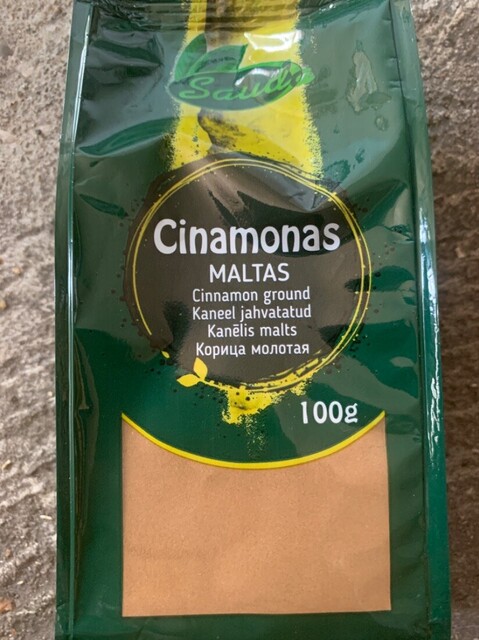 Cinamonas
MALTAS
Cinnamon ground
Kaneel jahvatatud
Kanēlis malts
Корица молотая
100g